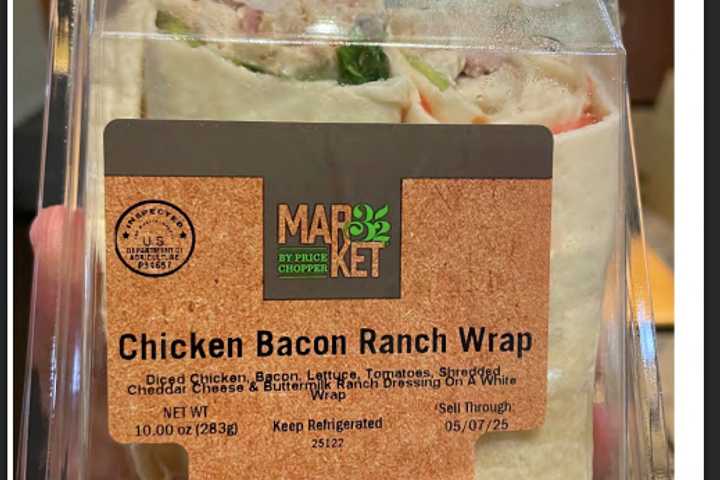 INSPECTED
U.S.
DEPARTMENT OF
AGRICULTURE
P34657
MAR 32
KET
BY PRICE
CHOPPER
Chicken Bacon Ranch Wrap
Diced Chicken, Bacon, Lettuce, Tomatoes, Shredded
Cheddar Cheese & Buttermilk Ranch Dressing On A White
Wrap
NET WT
10.00 oz (283g)
Keep Refrigerated
25122
Sell Through:
05/07/25